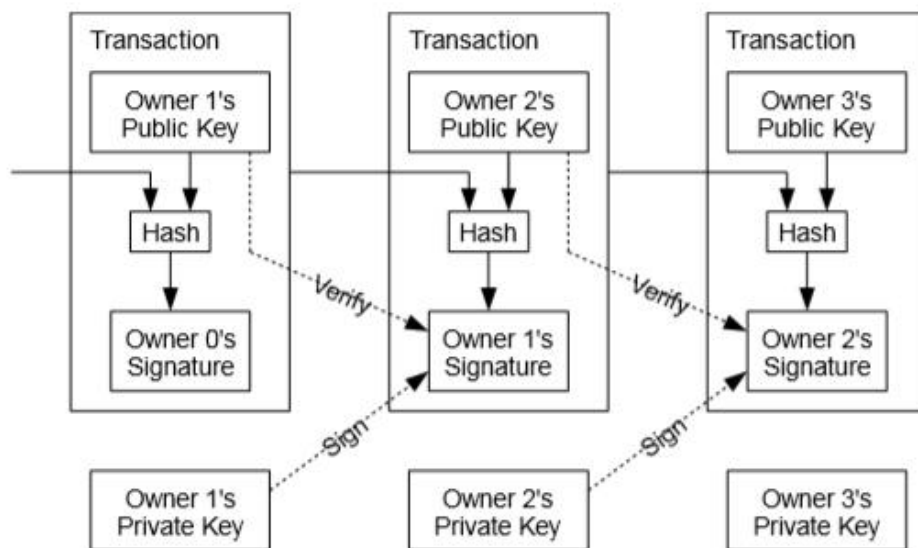 Transaction
Transaction
Transaction
Owner 1's
Public Key
Owner 2's
Public Key
Owner 3's
Public Key
Hash
Hash
Hash
Verify
Verify
Owner 0's
Signature
Owner 1's
Signature
Owner 2's
Signature
Sign
Sign
Owner 1's
Private Key
Owner 2's
Private Key
Owner 3's
Private Key